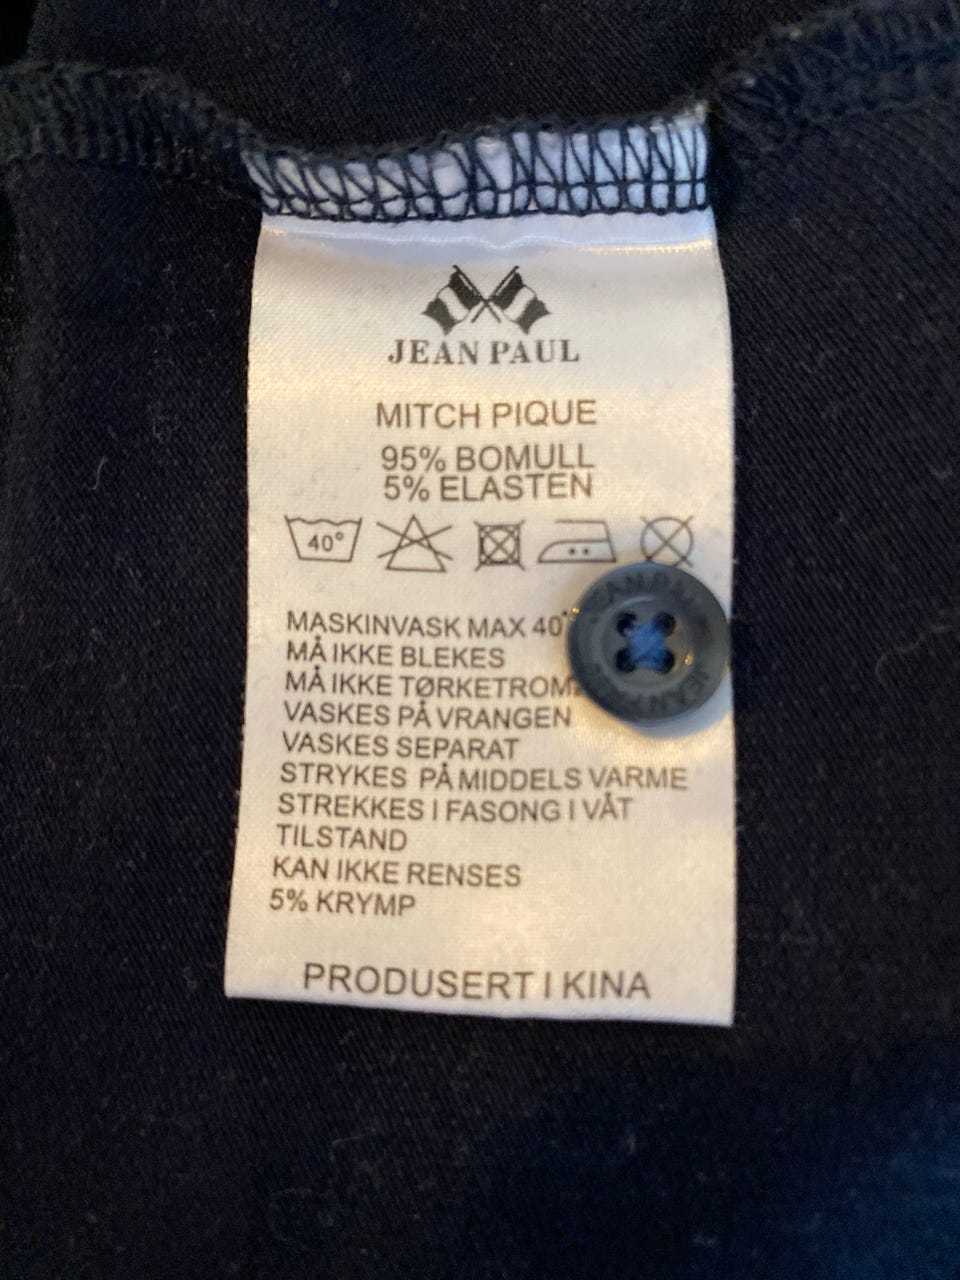 JEAN PAUL
MITCH PIQUE
95% BOMULL
5% ELASTEN
40°
MASKINVASK MAX 40°
MÅ IKKE BLEKES
MÅ IKKE
VASKES PÅ VRANGEN
VASKES SEPARAT
STRYKES PÅ MIDDELS VARME
STREKKES I FASONG I VÅT
TILSTAND
KAN IKKE RENSES
5% KRYMP
PRODUSERT I KINA